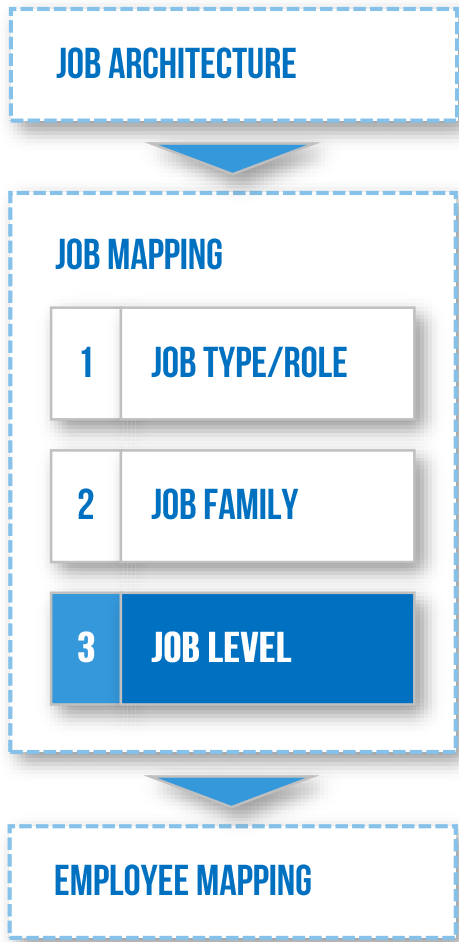 JOB ARCHITECTURE
JOB MAPPING
1 JOB TYPE/ROLE
2 JOB FAMILY
3 JOB LEVEL
EMPLOYEE MAPPING